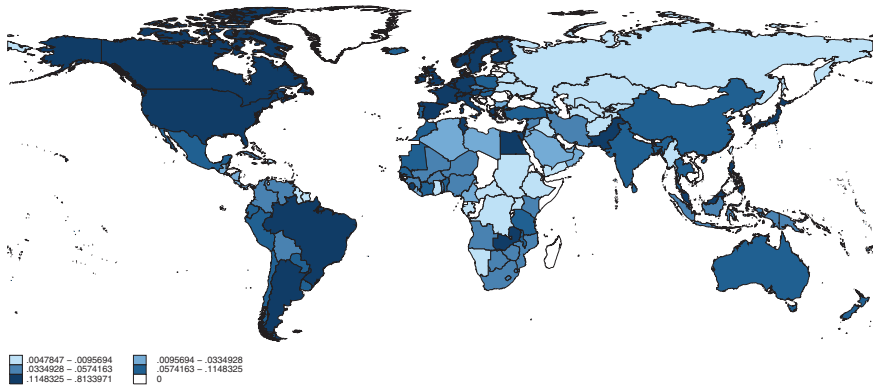 .0047847 – .0095694 .0095694 – .0334928
.0334928 – .0574163 .0574163 – .1148325
.1148325 – .8133971 0